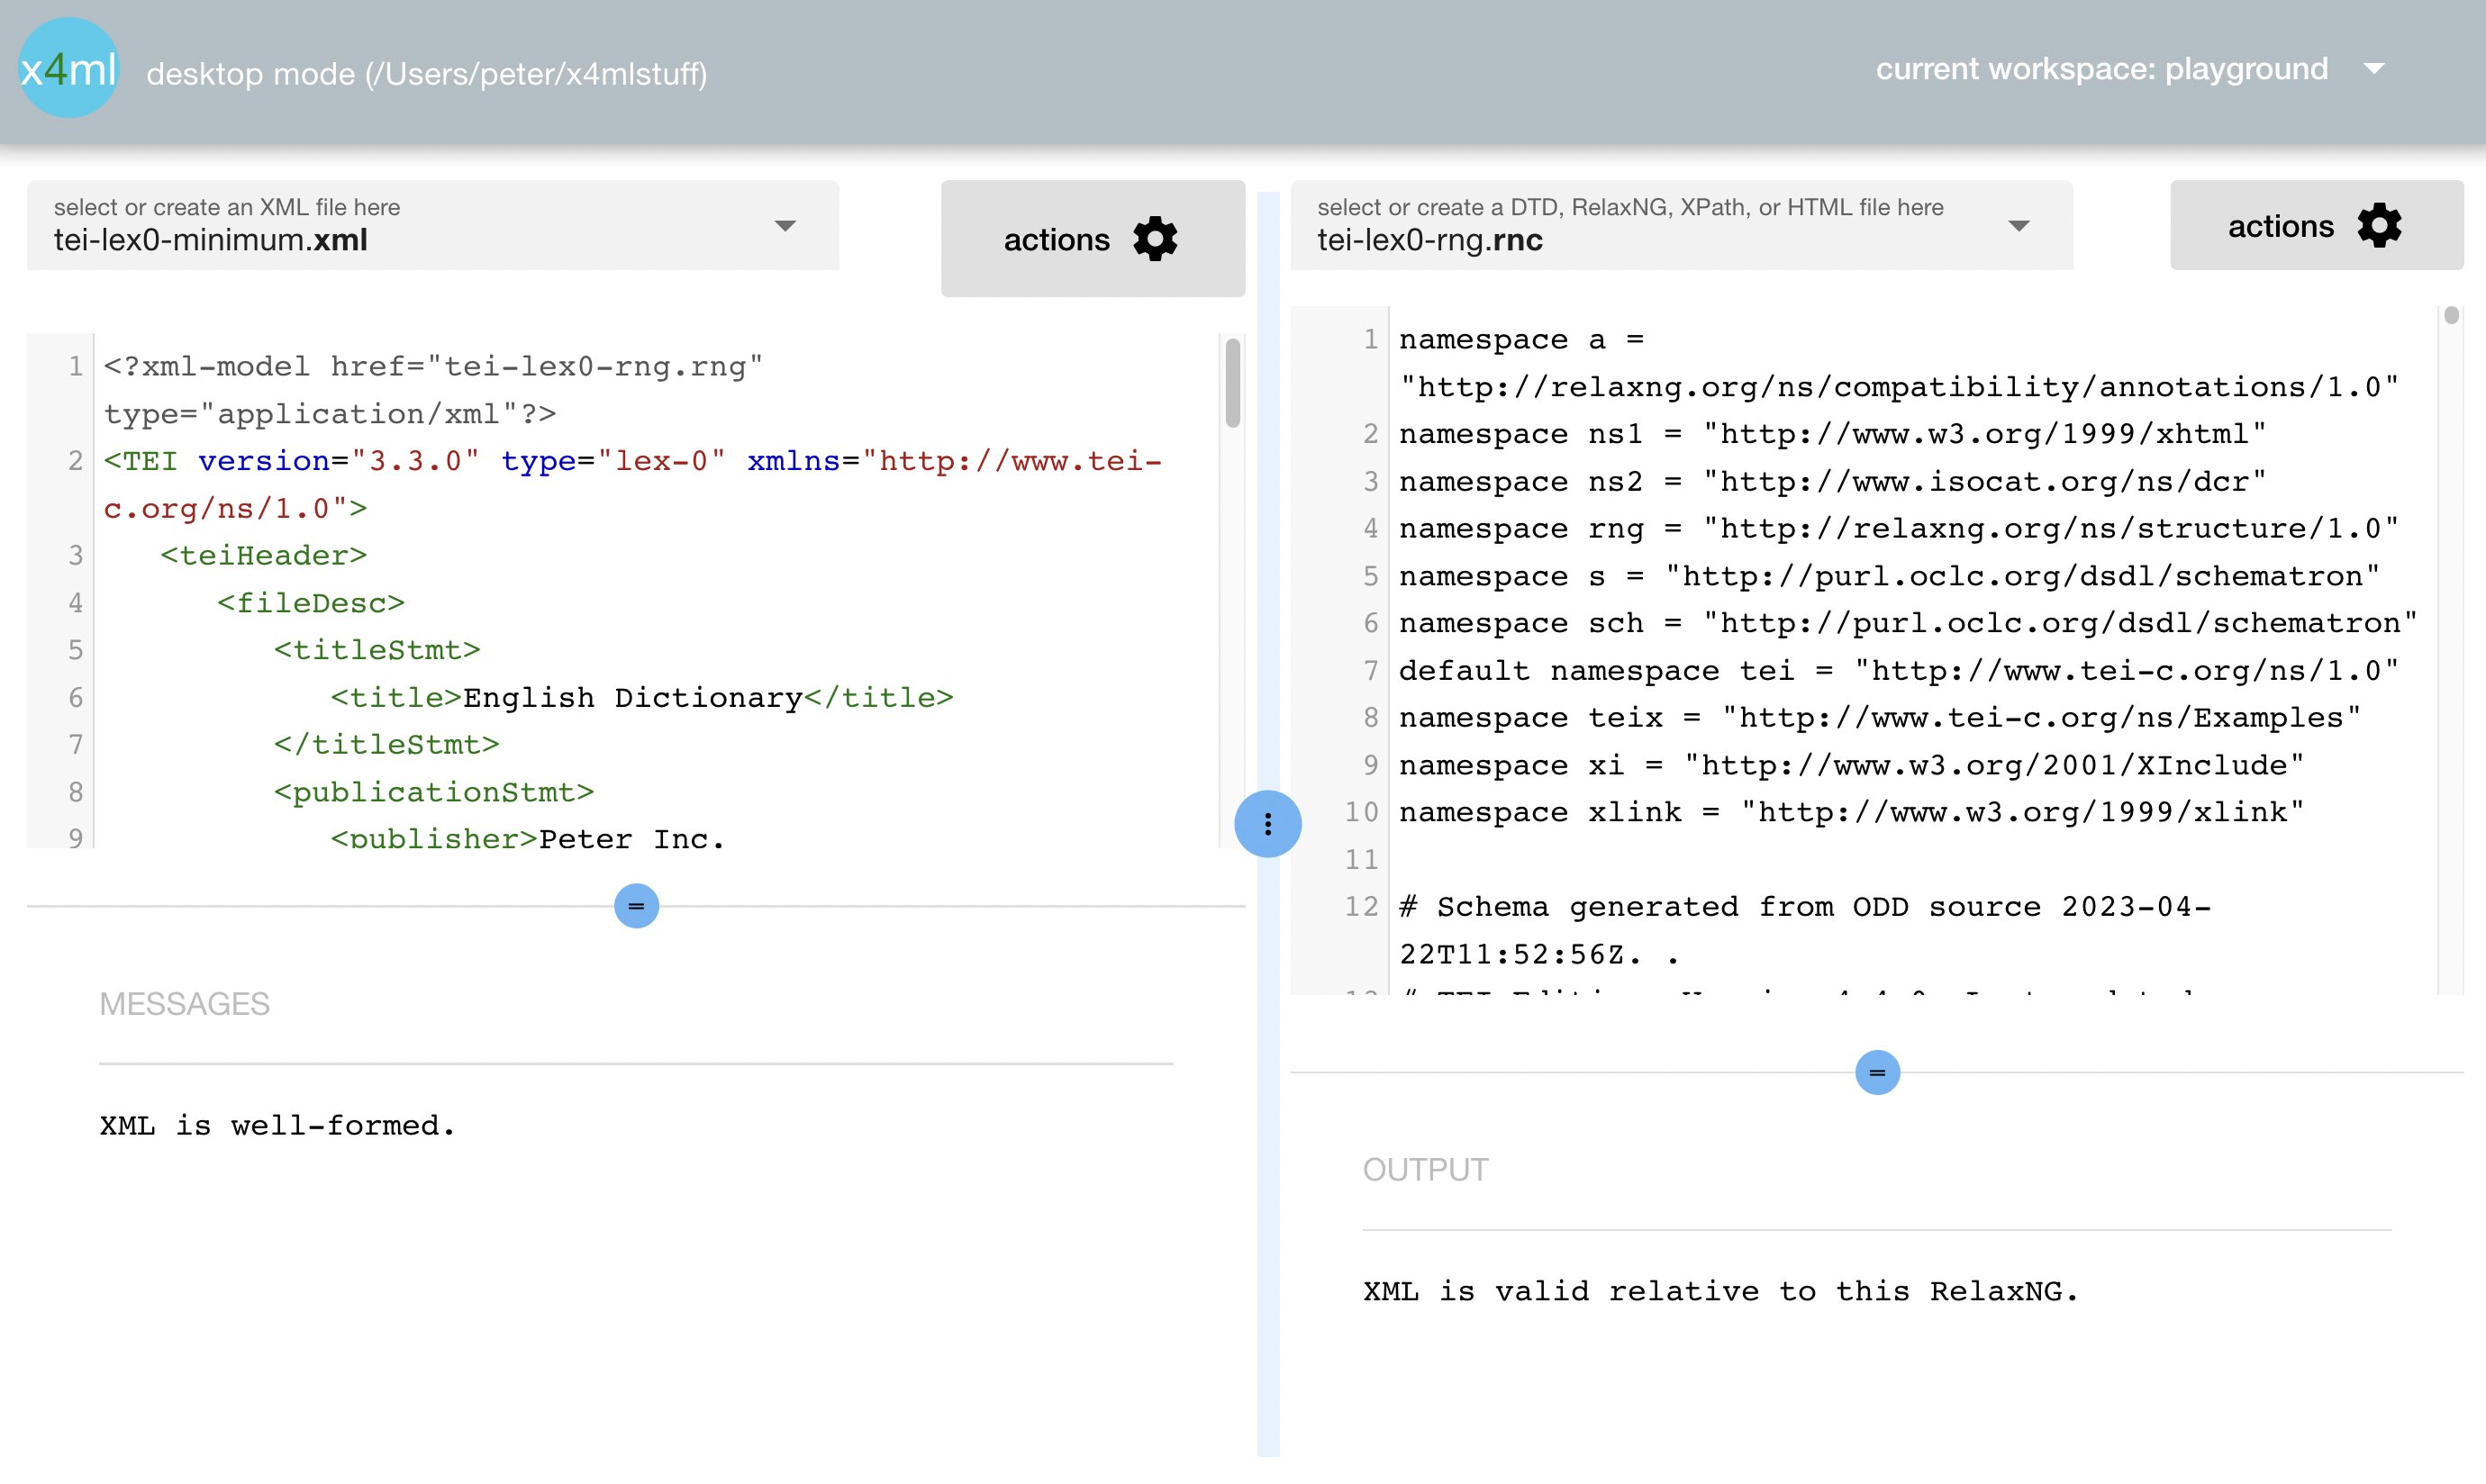 x4ml
desktop mode (/Users/peter/x4mlstuff)
current workspace: playground
select or create an XML file here
tei-lex0-minimum.xml
actions
1 <?xml-model href="tei-lex0-rng.rng"
type="application/xml"?>
2 <TEI version="3.3.0" type="lex-0" xmlns="http://www.tei-
c.org/ns/1.0">
3 <teiHeader>
4 <fileDesc>
5 <titleStmt>
6 <title>English Dictionary</title>
7 </titleStmt>
8 <publicationStmt>
9 <publisher>Peter Inc.
MESSAGES
XML is well-formed.
select or create a DTD, RelaxNG, XPath, or HTML file here
tei-lex0-rng.rnc
actions
1 namespace a =
"http://relaxng.org/ns/compatibility/annotations/1.0"
2 namespace ns1 = "http://www.w3.org/1999/xhtml"
3 namespace ns2 = "http://www.isocat.org/ns/dcr"
4 namespace rng = "http://relaxng.org/ns/structure/1.0"
5 namespace s = "http://purl.oclc.org/dsdl/schematron"
6 namespace sch = "http://purl.oclc.org/dsdl/schematron"
7 default namespace tei = "http://www.tei-c.org/ns/1.0"
8 namespace teix = "http://www.tei-c.org/ns/Examples"
9 namespace xi = "http://www.w3.org/2001/XInclude"
10 namespace xlink = "http://www.w3.org/1999/xlink"
11
12 # Schema generated from ODD source 2023-04-
22T11:52:56Z. .
OUTPUT
XML is valid relative to this RelaxNG.